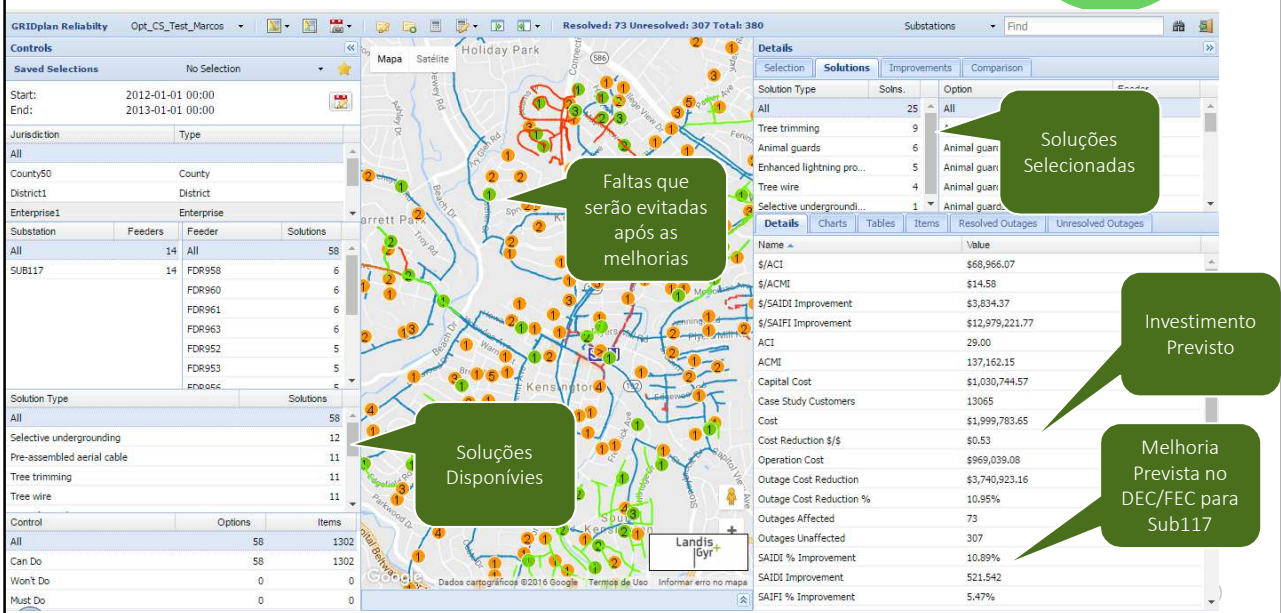 GRIDplan Reliabilty Opt_CS_Test_Marcos Resolved: 73 Unresolved: 307 Total: 380 Substations Find
Controls
Saved Selections No Selection
Start: 2012-01-01 00:00
End: 2013-01-01 00:00
Jurisdiction Type
All
County50 County
District1 District
Enterprise1 Enterprise
Substation Feeders Feeder Solutions
All 14 All 58
SUB117 14 FDR958 6
FDR960 6
FDR961 6
FDR963 6
FDR952 5
FDR953 5
FDR956 5
Solution Type Solutions
All 58
Selective undergrounding 12
Pre-assembled aerial cable 11
Tree trimming 11
Tree wire 11
Control Options Items
All 58 1302
Can Do 58 1302
Won't Do 0 0
Must Do 0 0
Mapa Satélite
Holiday Park
586
Beach Dr
Troy Rd
Kensington
192
Faltas que
serão evitadas
após as
melhorias
Soluções
Disponívies
Landis
Gyr+
Google Dados cartográficos ©2016 Google Termos de Uso Informar erro no mapa
Details
Selection Solutions Improvements Comparison
Solution Type Solns. Option Feeder
All 25 All
Tree trimming 9
Animal guards 6 Animal guard
Enhanced lightning pro... 5 Animal guard
Tree wire 4 Animal guard
Selective undergroundi... 1 Animal guard
Soluções
Selecionadas
Details Charts Tables Items Resolved Outages Unresolved Outages
Name Value
$/ACI $68,966.07
$/ACMI $14.58
$/SAIDI Improvement $3,834.37
$/SAIFI Improvement $12,979,221.77
ACI 29.00
ACMI 137,162.15
Capital Cost $1,030,744.57
Case Study Customers 13065
Cost $1,999,783.65
Cost Reduction $/$ $0.53
Operation Cost $969,039.08
Outage Cost Reduction $3,740,923.16
Outage Cost Reduction % 10.95%
Outages Affected 73
Outages Unaffected 307
SAIDI % Improvement 10.89%
SAIDI Improvement 521.542
SAIFI % Improvement 5.47%
Investimento
Previsto
Melhoria
Prevista no
DEC/FEC para
Sub117